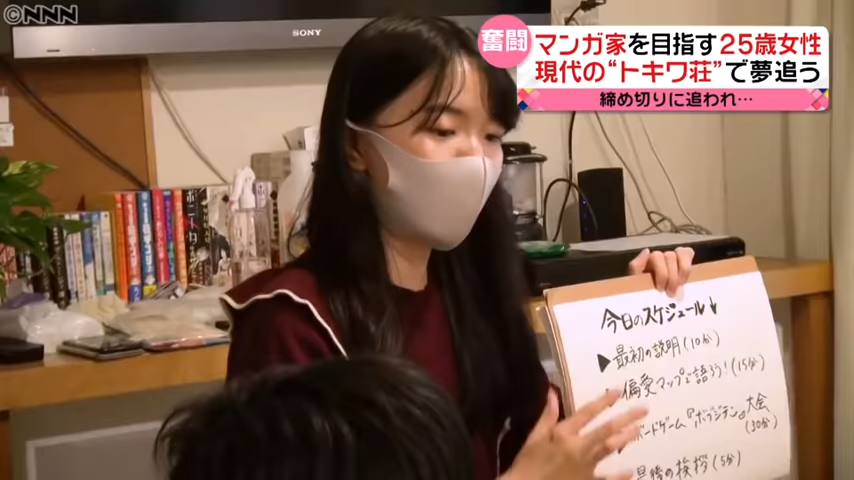 ©NNN
SONY
奮闘
マンガ家を目指す25歳女性
現代の“トキワ荘”で夢追う
締め切りに追われ…
今日のスケジュール↓
▶最初の説明(10分)
偏愛マップで語ろう!(15分)
ボードゲーム『ボブジテン』大会
(30分)
最後の挨拶(5分)